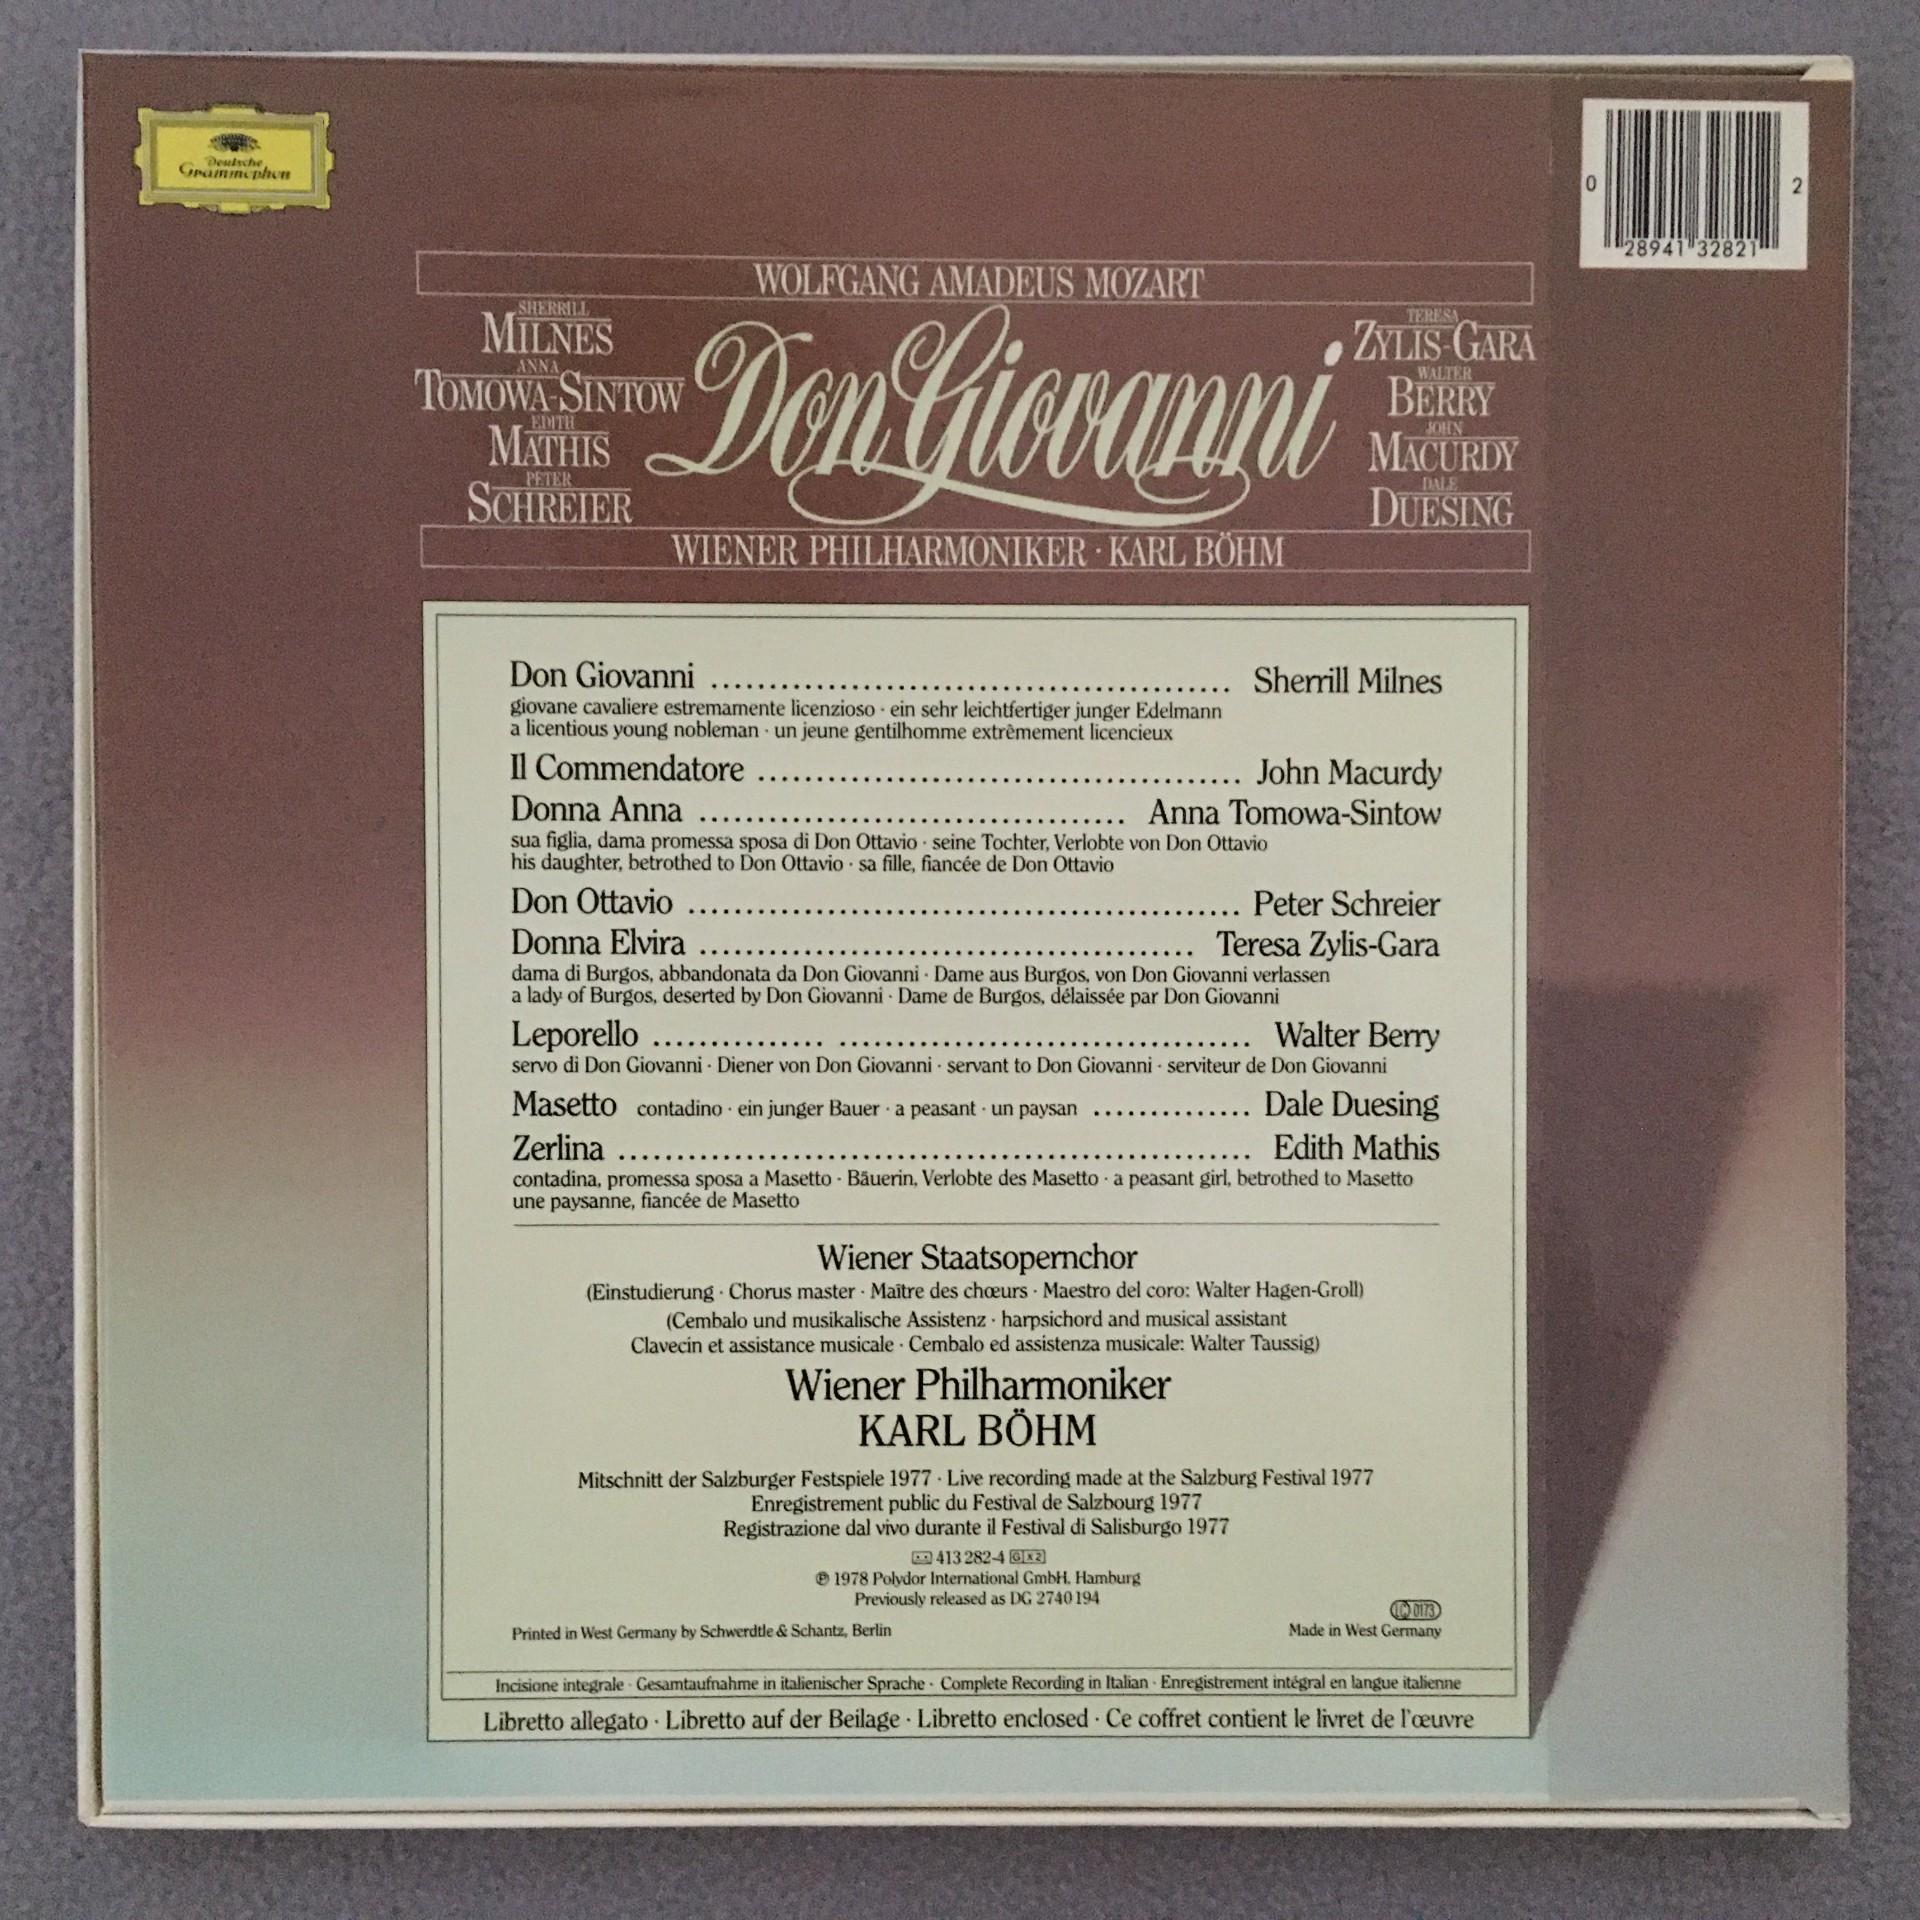 Deutsche
Grammophon
0 28941 32821 2
WOLFGANG AMADEUS MOZART
SHERRILL
MILNES
ANNA
TOMOWA-SINTOW
EDITH
MATHIS
PETER
SCHREIER
Don Giovanni
TERESA
ZYLIS-GARA
WALTER
BERRY
JOHN
MACURDY
DALE
DUESING
WIENER PHILHARMONIKER · KARL BÖHM
Don Giovanni ........................................... Sherrill Milnes
giovane cavaliere estremamente licenzioso · ein sehr leichtfertiger junger Edelmann
a licentious young nobleman · un jeune gentilhomme extrêmement licencieux
Il Commendatore ........................................ John Macurdy
Donna Anna .................................... Anna Tomowa-Sintow
sua figlia, dama promessa sposa di Don Ottavio · seine Tochter, Verlobte von Don Ottavio
his daughter, betrothed to Don Ottavio · sa fille, fiancée de Don Ottavio
Don Ottavio .............................................. Peter Schreier
Donna Elvira ......................................... Teresa Zylis-Gara
dama di Burgos, abbandonata da Don Giovanni · Dame aus Burgos, von Don Giovanni verlassen
a lady of Burgos, deserted by Don Giovanni · Dame de Burgos, délaissée par Don Giovanni
Leporello ............... ................................... Walter Berry
servo di Don Giovanni · Diener von Don Giovanni · servant to Don Giovanni · serviteur de Don Giovanni
Masetto contadino · ein junger Bauer · a peasant · un paysan .............. Dale Duesing
Zerlina ..................................................... Edith Mathis
contadina, promessa sposa a Masetto · Bäuerin, Verlobte des Masetto · a peasant girl, betrothed to Masetto
une paysanne, fiancée de Masetto
Wiener Staatsopernchor
(Einstudierung · Chorus master · Maître des chœurs · Maestro del coro: Walter Hagen-Groll)
(Cembalo und musikalische Assistenz · harpsichord and musical assistant
Clavecin et assistance musicale · Cembalo ed assistenza musicale: Walter Taussig)
Wiener Philharmoniker
KARL BÖHM
Mitschnitt der Salzburger Festspiele 1977 · Live recording made at the Salzburg Festival 1977
Enregistrement public du Festival de Salzbourg 1977
Registrazione dal vivo durante il Festival di Salisburgo 1977
413 282-4 G x 2
℗ 1978 Polydor International GmbH, Hamburg
Previously released as DG 2740 194
LC 0173
Printed in West Germany by Schwerdtle & Schantz, Berlin
Made in West Germany
Incisione integrale · Gesamtaufnahme in italienischer Sprache · Complete Recording in Italian · Enregistrement intégral en langue italienne
Libretto allegato · Libretto auf der Beilage · Libretto enclosed · Ce coffret contient le livret de l'œuvre